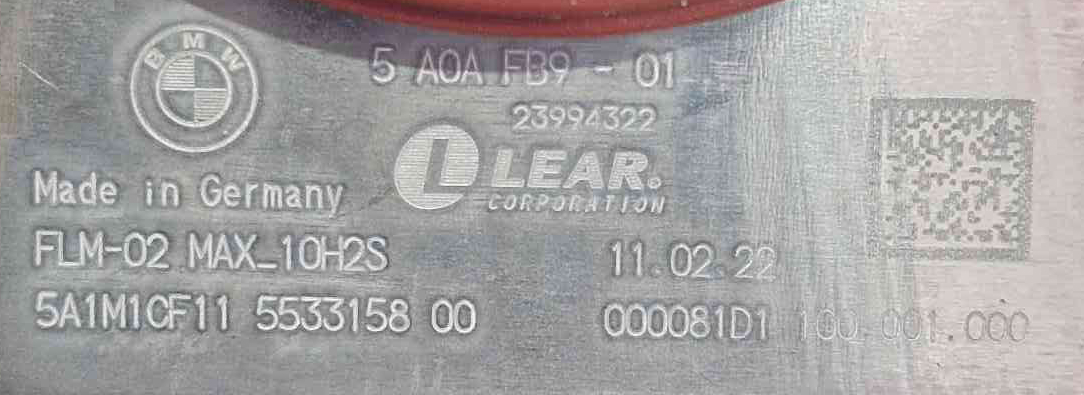 BMW
5 A0A FB9 - 01
23994322
L LEAR.
CORPORATION
Made in Germany
FLM-02 MAX_10H2S 11.02.22
5A1M1CF11 5533158 00 000081D1 100.001.000